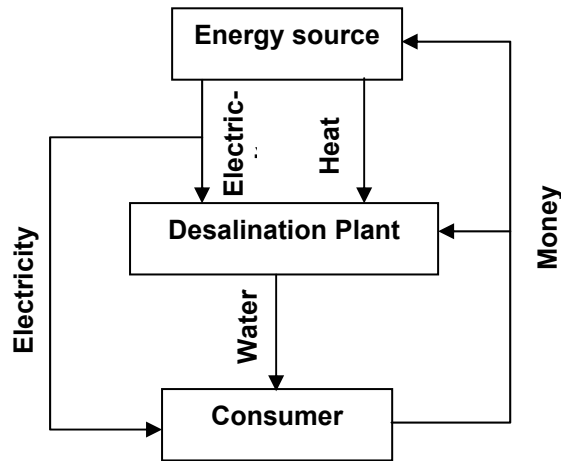 Energy source
Electric-
Heat
Desalination Plant
Money
Electricity
Water
Consumer